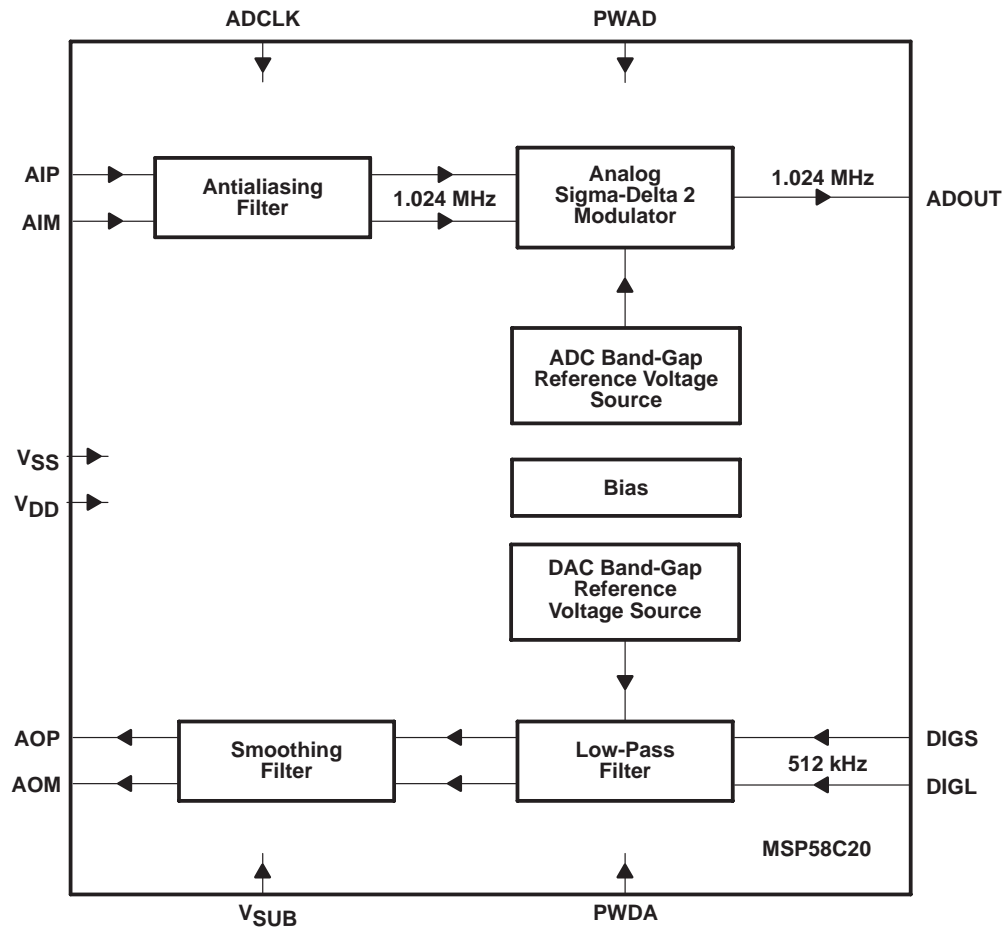 ADCLK
PWAD
AIP
AIM
Antialiasing
Filter
1.024 MHz
Analog
Sigma-Delta 2
Modulator
1.024 MHz
ADOUT
ADC Band-Gap
Reference Voltage
Source
VSS
VDD
Bias
DAC Band-Gap
Reference
Voltage Source
AOP
AOM
Smoothing
Filter
Low-Pass
Filter
512 kHz
DIGS
DIGL
MSP58C20
VSUB
PWDA